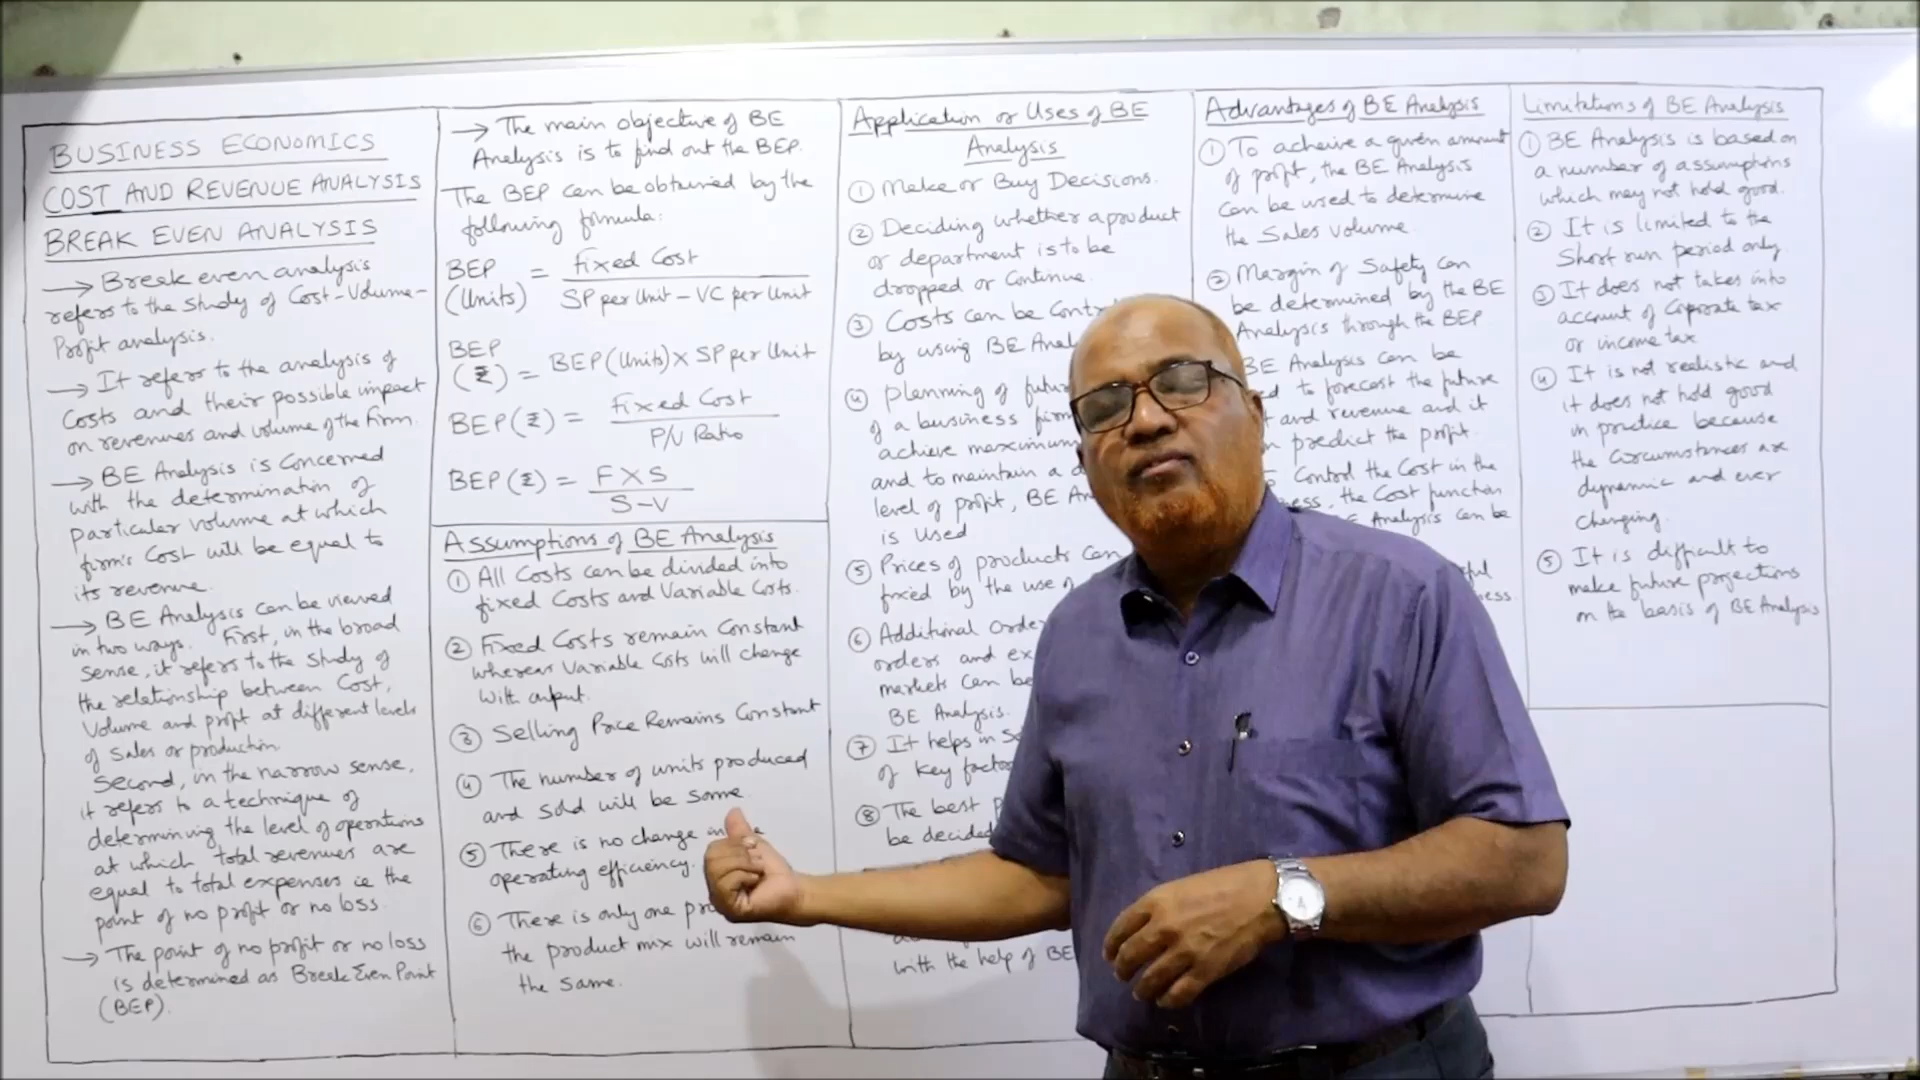 BUSINESS ECONOMICS
COST AND REVENUE ANALYSIS
BREAK EVEN ANALYSIS
→ Break even analysis
refers to the Study of Cost-Volume-
Profit analysis.
→ It refers to the analysis of
Costs and their possible impact
on revenues and volume of the firm.
→ BE Analysis is Concerned
with the determination of
particular volume at which
firm's Cost will be equal to
its revenue.
→ BE Analysis can be viewed
in two ways. First, in the broad
sense, it refers to the study of
the relationship between Cost,
Volume and profit at different levels
of Sales or production
Second, in the narrow sense,
it refers to a technique of
determining the level of operations
at which total revenues are
equal to total expenses ie the
point of no profit or no loss.
→ The point of no profit or no loss
is determined as Break Even Point
(BEP).
→ The main objective of BE
Analysis is to find out the BEP.
The BEP can be obtained by the
following formula:
BEP (Units) = Fixed Cost / SP per Unit – VC per Unit
BEP (₹) = BEP (Units) × SP per Unit
BEP (₹) = Fixed Cost / P/V Ratio
BEP (₹) = F X S / S-V
Assumptions of BE Analysis
① All Costs can be divided into
fixed Costs and Variable Costs.
② Fixed Costs remain Constant
whereas Variable Costs will change
with output.
③ Selling Price Remains Constant
④ The number of units produced
and sold will be same.
⑤ There is no change in
operating efficiency.
⑥ There is only one
the product mix will remain
the same.
Application or Uses of BE
Analysis
① Make or Buy Decisions.
② Deciding whether a product
or department is to be
dropped or Continue.
③ Costs can be
by using BE
④ Planning of
of a business
achieve maximum
and to maintain a
level of profit, BE
is used
⑤ Prices of products can
fixed by the use of
⑥ Additional
orders and
markets can be
BE Analysis.
⑦ It helps in
of key
⑧ The best
be decided
with the help of BE
Advantages of BE Analysis
① To acheive a given amount
of profit, the BE Analysis
can be used to determine
the Sales volume.
② Margin of Safety can
be determined by the BE
Analysis through the BEP
BE Analysis can be
to forecast the future
and revenue and it
predict the profit.
Control the Cost in the
the Cost function
Analysis can be
Limitations of BE Analysis
① BE Analysis is based on
a number of assumptions
which may not hold good.
② It is limited to the
Short run period only.
③ It does not takes into
account of Coporate tax
or income tax
④ It is not realistic and
it does not hold good
in practice because
the Circumstances are
dynamic and ever
changing.
⑤ It is difficult to
make future projections
on the basis of BE Analysis